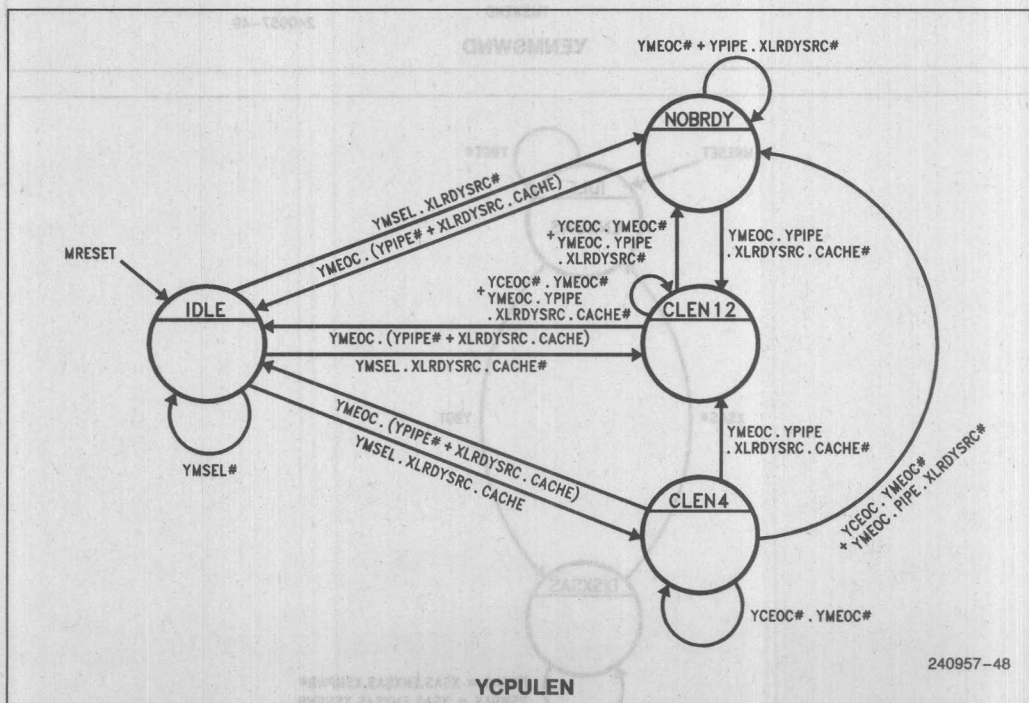 YMEOC# + YPIPE.XLRDYSRC#
NOBRDY
YMSEL.XLRDYSRC#
YMEOC.(YPIPE# + XLRDYSRC.CACHE)
MRESET
+ YCEOC.YMEOC#
YMEOC.YPIPE
.XLRDYSRC#
YMEOC.YPIPE
.XLRDYSRC.CACHE#
IDLE
+ YCEOC#.YMEOC#
YMEOC.YPIPE
.XLRDYSRC.CACHE#
CLEN12
YMEOC.(YPIPE# + XLRDYSRC.CACHE)
YMSEL.XLRDYSRC.CACHE#
YMSEL#
YMEOC.(YPIPE# + XLRDYSRC.CACHE)
YMSEL.XLRDYSRC.CACHE
YMEOC.YPIPE
.XLRDYSRC.CACHE#
CLEN4
YCEOC.YMEOC#
+ YMEOC.PIPE.XLRDYSRC#
YCEOC#.YMEOC#
240957-48
YCPULEN